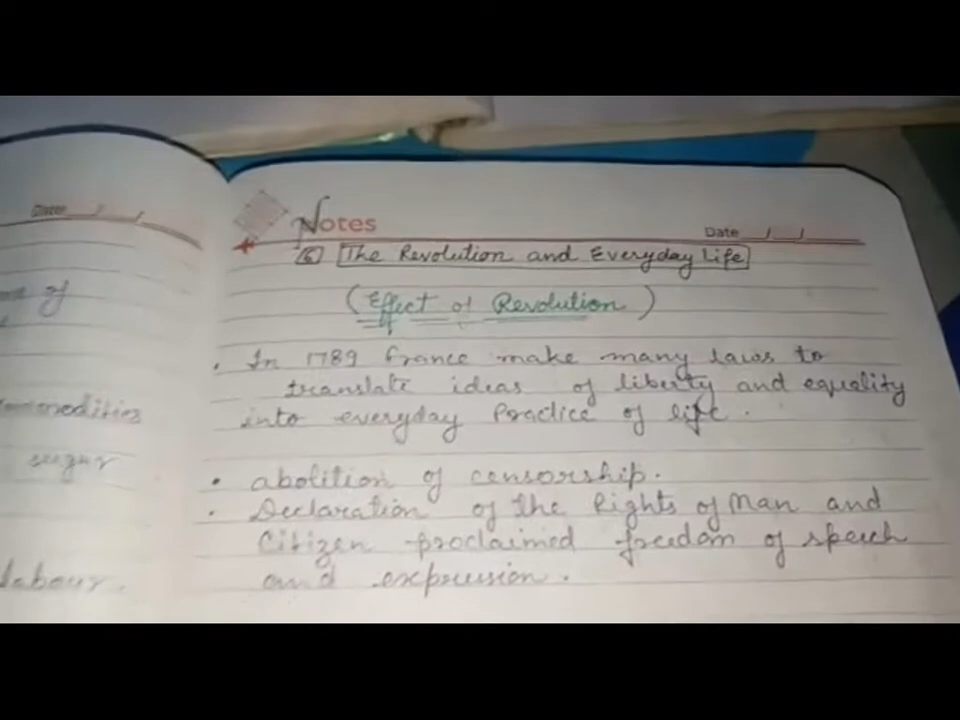 Date / /
of
commodities
sugar
labour.
Notes
Date / /
6 The Revolution and Everyday Life
(Effect of Revolution)
• In 1789 france make many laws to
translate ideas of liberty and equality
into everyday Practice of life.
• abolition of censorship.
• Declaration of the Rights of Man and
Citizen proclaimed freedom of speech
and expression.